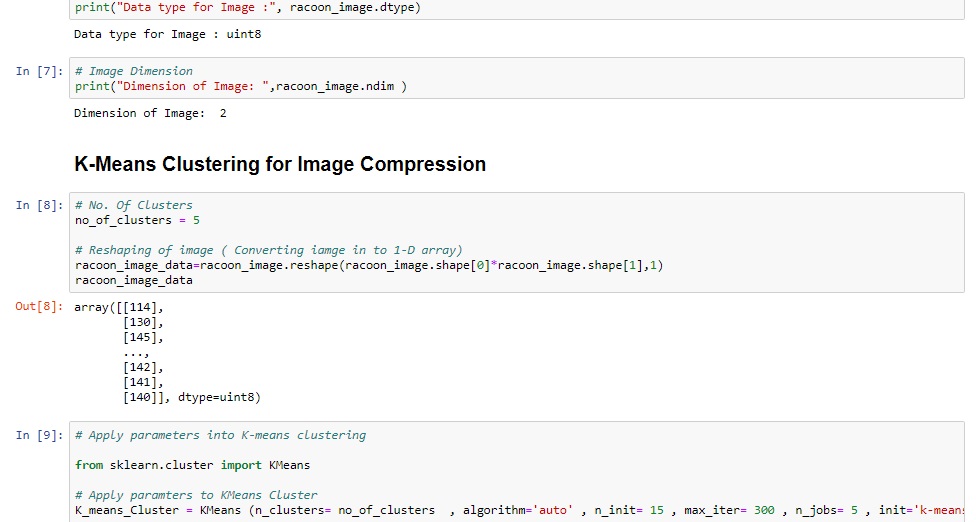 print("Data type for Image :", racoon_image.dtype)
Data type for Image : uint8
In [7]: # Image Dimension
print("Dimension of Image: ",racoon_image.ndim )
Dimension of Image:  2
K-Means Clustering for Image Compression
In [8]: # No. Of Clusters
no_of_clusters = 5
# Reshaping of image ( Converting iamge in to 1-D array)
racoon_image_data=racoon_image.reshape(racoon_image.shape[0]*racoon_image.shape[1],1)
racoon_image_data
Out[8]: array([[114],
[130],
[145],
...,
[142],
[141],
[140]], dtype=uint8)
In [9]: # Apply parameters into K-means clustering
from sklearn.cluster import KMeans
# Apply paramters to KMeans Cluster
K_means_Cluster = KMeans (n_clusters= no_of_clusters  , algorithm='auto' , n_init= 15 , max_iter= 300 , n_jobs= 5 , init='k-means